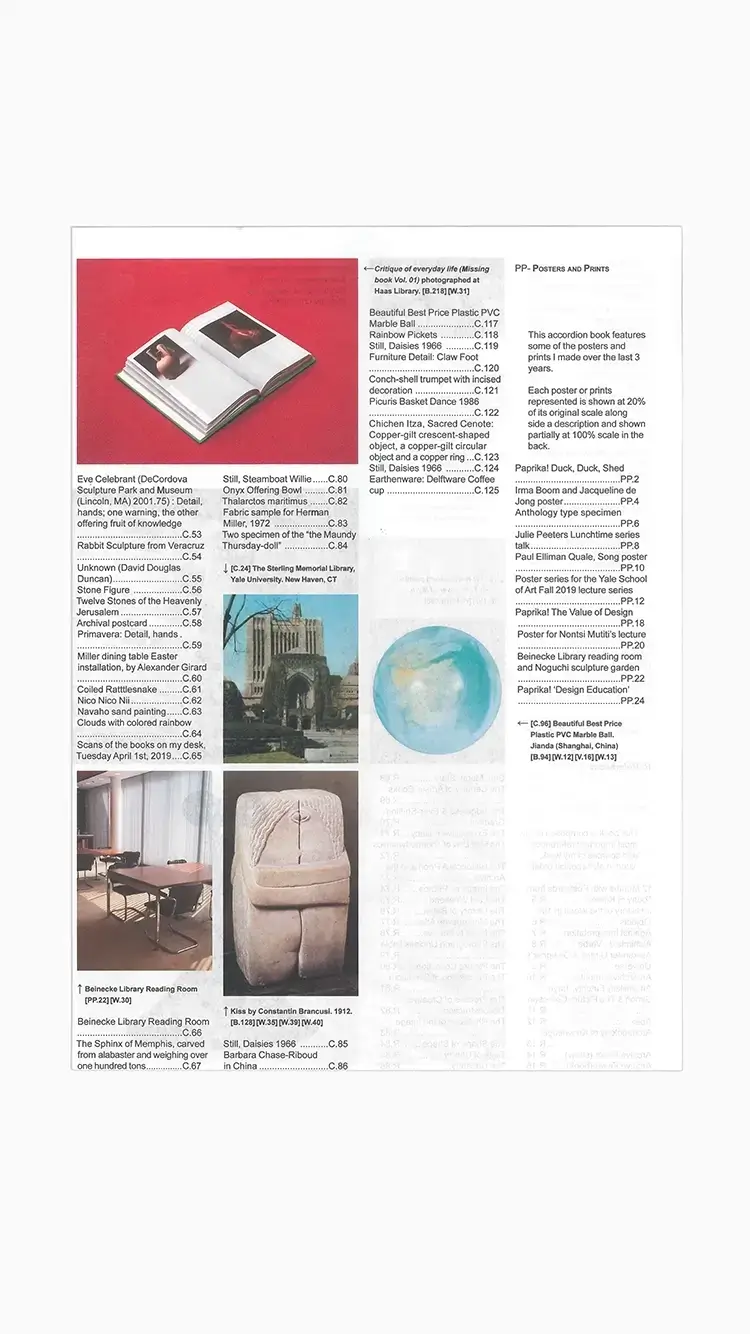 Eve Celebrant (DeCordova
Sculpture Park and Museum
(Lincoln, MA) 2001.75) : Detail,
hands; one warning, the other
offering fruit of knowledge
..............................C.53
Rabbit Sculpture from Veracruz
..............................C.54
Unknown (David Douglas
Duncan)....................C.55
Stone Figure ...............C.56
Twelve Stones of the Heavenly
Jerusalem ..................C.57
Archival postcard ..........C.58
Primavera: Detail, hands .
..............................C.59
Miller dining table Easter
installation, by Alexander Girard
..............................C.60
Coiled Ratttlesnake ........C.61
Nico Nico Nii...............C.62
Navaho sand painting.....C.63
Clouds with colored rainbow
..............................C.64
Scans of the books on my desk,
Tuesday April 1st, 2019....C.65
↑ Beinecke Library Reading Room
[PP.22] [W.30]
Beinecke Library Reading Room
..............................C.66
The Sphinx of Memphis, carved
from alabaster and weighing over
one hundred tons..............C.67
Still, Steamboat Willie......C.80
Onyx Offering Bowl .........C.81
Thalarctos maritimus .......C.82
Fabric sample for Herman
Miller, 1972 ................C.83
Two specimen of the “the Maundy
Thursday-doll” ..............C.84
↓ [C.24] The Sterling Memorial Library,
Yale University. New Haven, CT
↑ Kiss by Constantin Brancusi. 1912.
[B.128] [W.35] [W.39] [W.40]
Still, Daisies 1966 ..........C.85
Barbara Chase-Riboud
in China ......................C.86
←Critique of everyday life (Missing
book Vol. 01) photographed at
Haas Library. [B.218] [W.31]
Beautiful Best Price Plastic PVC
Marble Ball ..................C.117
Rainbow Pickets ............C.118
Still, Daisies 1966 ..........C.119
Furniture Detail: Claw Foot
..............................C.120
Conch-shell trumpet with incised
decoration ...................C.121
Picuris Basket Dance 1986
..............................C.122
Chichen Itza, Sacred Cenote:
Copper-gilt crescent-shaped
object, a copper-gilt circular
object and a copper ring ...C.123
Still, Daisies 1966 ..........C.124
Earthenware: Delftware Coffee
cup ............................C.125
PP- Posters and Prints
This accordion book features
some of the posters and
prints I made over the last 3
years.
Each poster or prints
represented is shown at 20%
of its original scale along
side a description and shown
partially at 100% scale in the
back.
Paprika! Duck, Duck, Shed
..............................PP.2
Irma Boom and Jacqueline de
Jong poster..................PP.4
Anthology type specimen
..............................PP.6
Julie Peeters Lunchtime series
talk............................PP.8
Paul Elliman Quale, Song poster
..............................PP.10
Poster series for the Yale School
of Art Fall 2019 lecture series
..............................PP.12
Paprika! The Value of Design
..............................PP.18
Poster for Nontsi Mutiti’s lecture
..............................PP.20
Beinecke Library reading room
and Noguchi sculpture garden
..............................PP.22
Paprika! ‘Design Education’
..............................PP.24
← [C.96] Beautiful Best Price
Plastic PVC Marble Ball.
Jianda (Shanghai, China)
[B.94] [W.12] [V.16] [W.13]